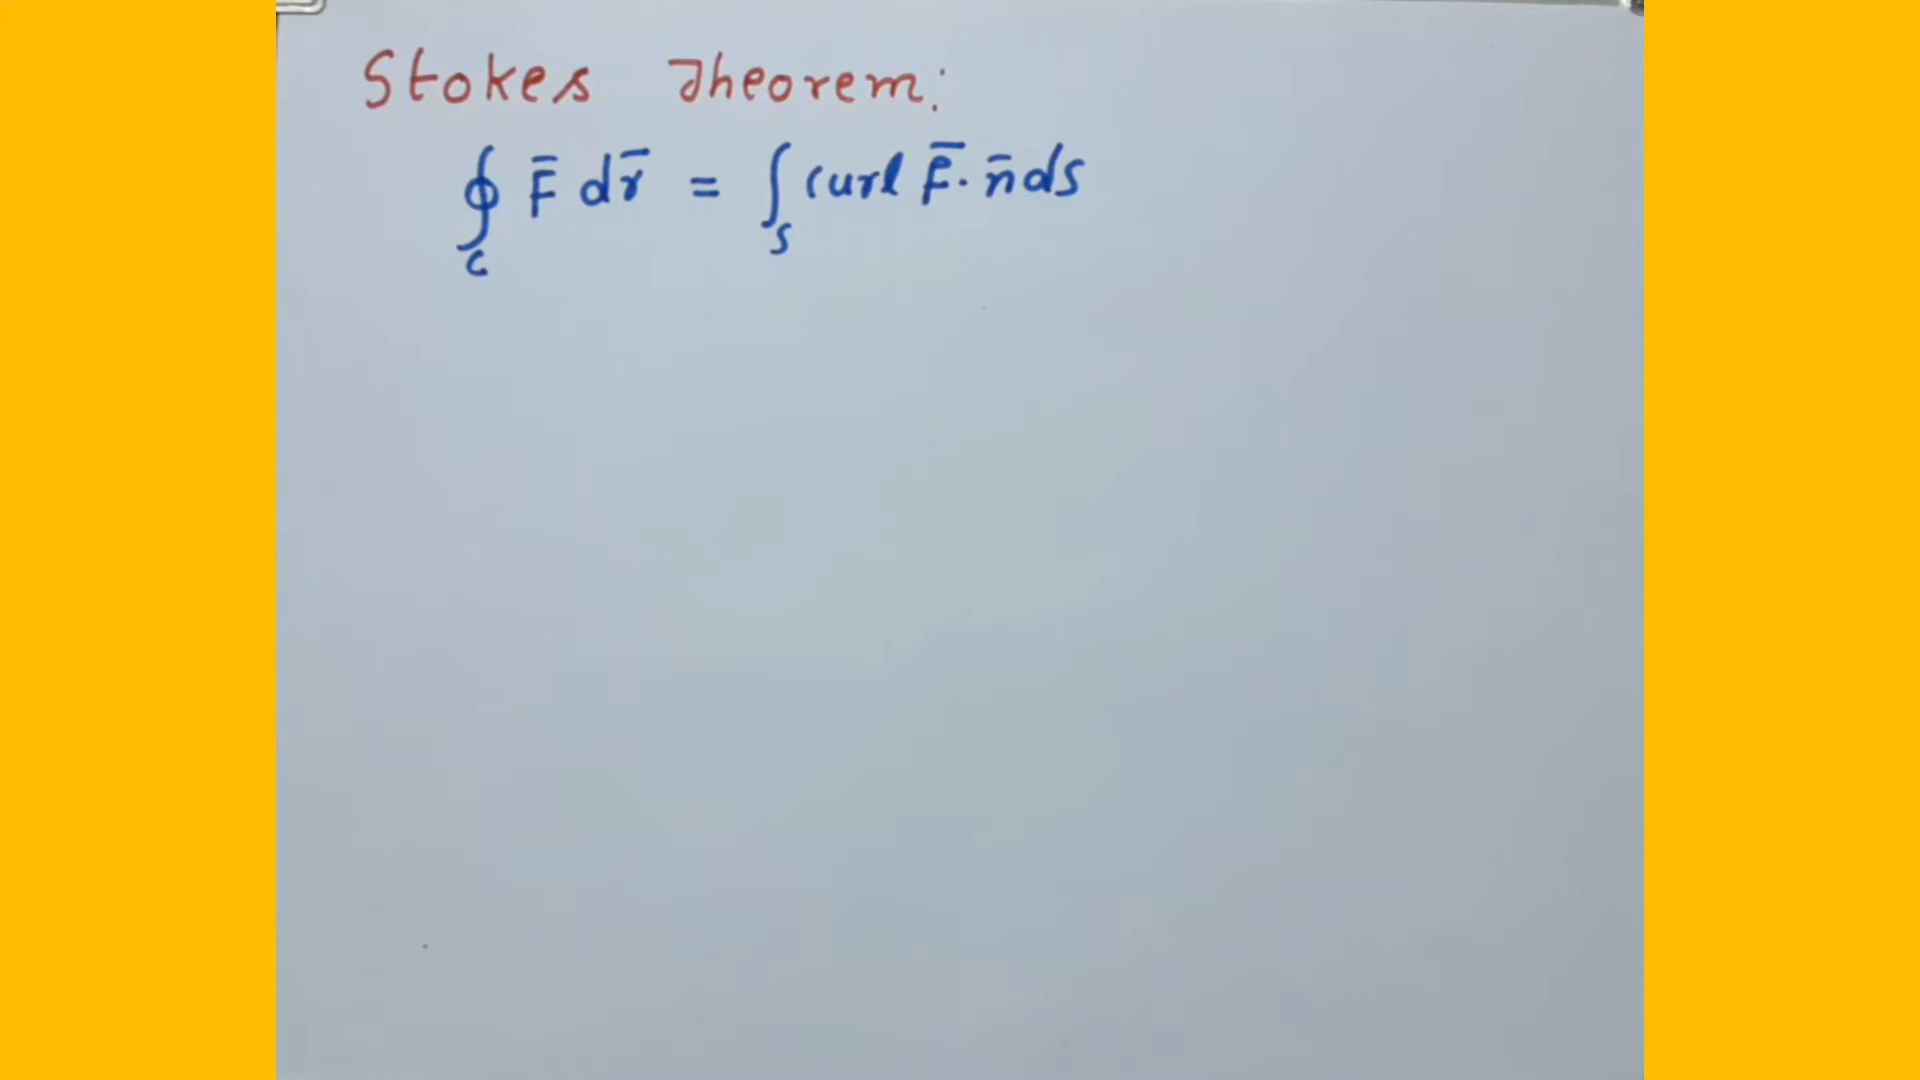 Stokes Theorem:
∮_C F̄ dr̄ = ∫_S curl F̄. n̄ ds